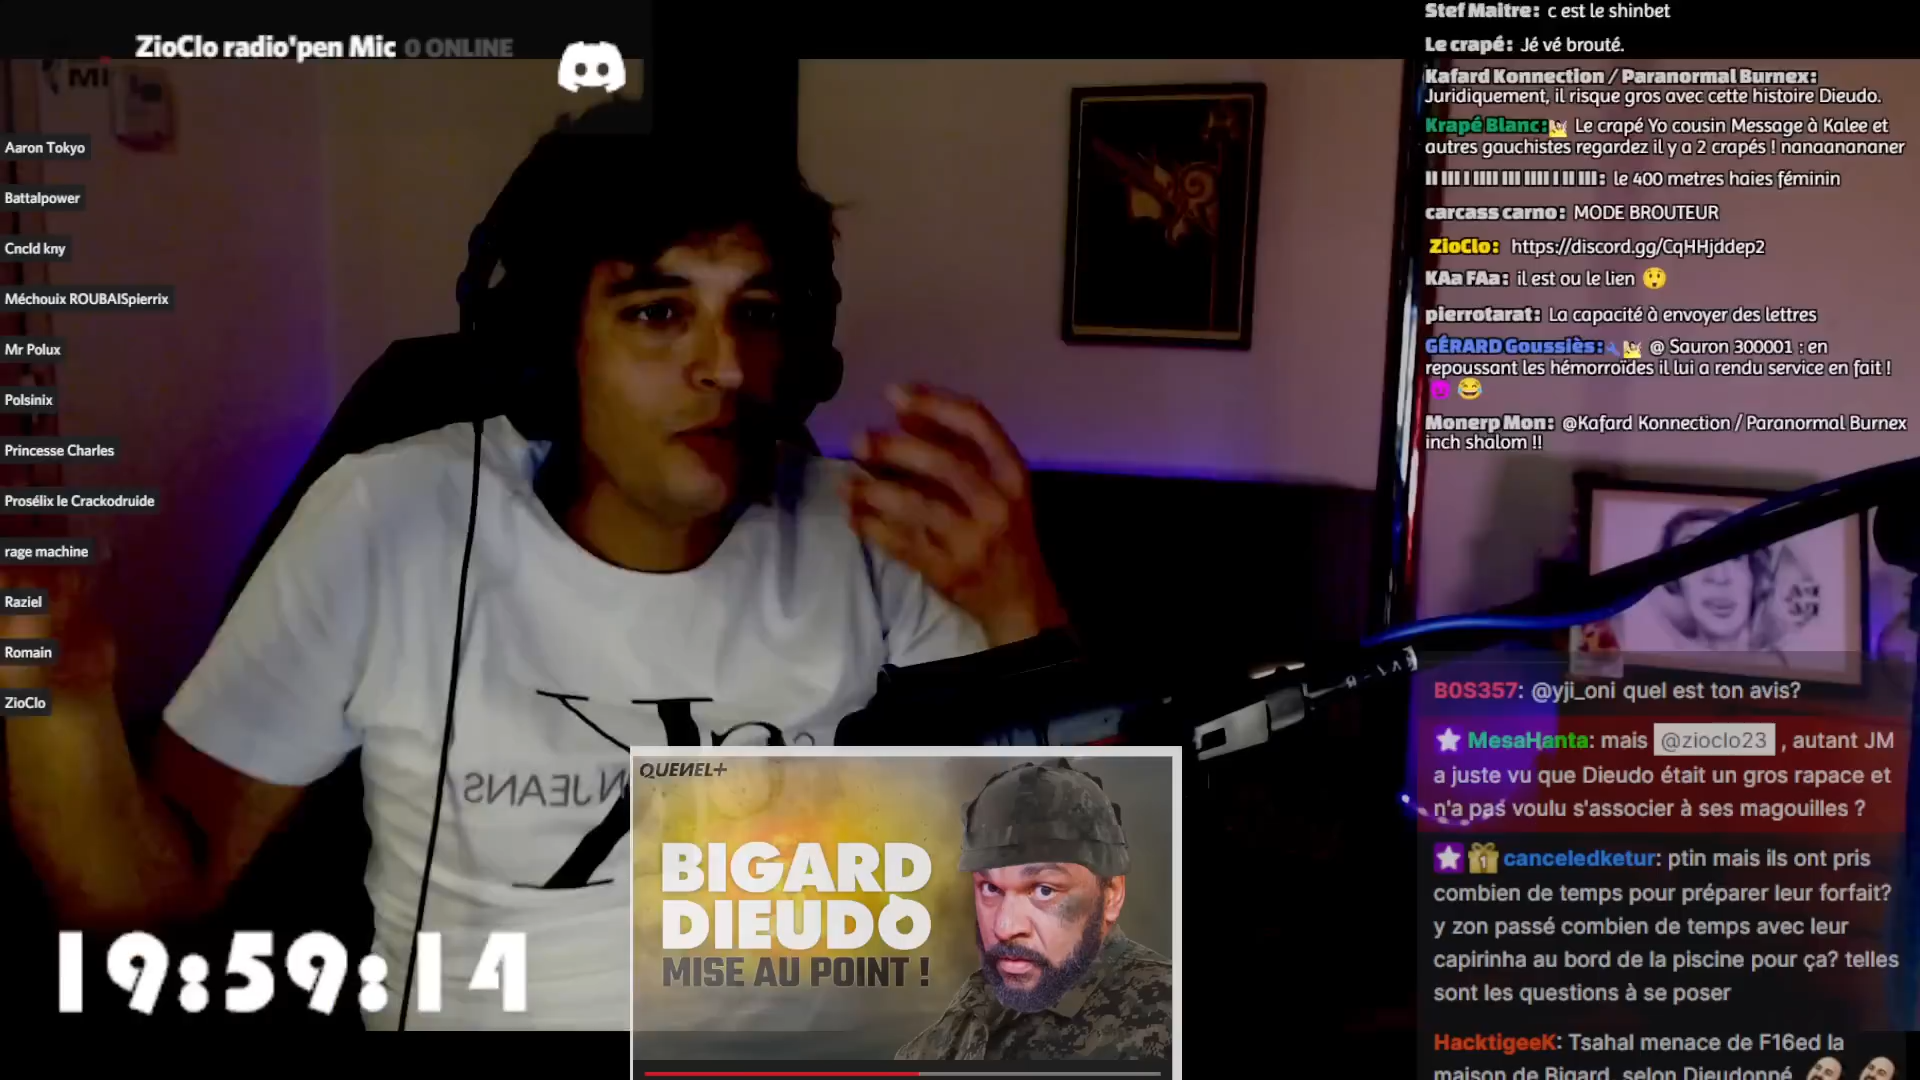 ZioClo radio'pen Mic 0 ONLINE
Aaron Tokyo
Battalpower
Cncld kny
Méchouix ROUBAISpierrix
Mr Polux
Polsinix
Princesse Charles
Prosélix le Crackodruide
rage machine
Raziel
Romain
ZioClo
19:59:14
JEANS
QUENEL+
BIGARD
DIEUDO
MISE AU POINT !
Stef Maitre: c est le shinbet
Le crapé: Jé vé brouté.
Kafard Konnection / Paranormal Burnex:
Juridiquement, il risque gros avec cette histoire Dieudo.
Krapé Blanc: Le crapé Yo cousin Message à Kalee et
autres gauchistes regardez il y a 2 crapés ! nanaanananer
II III I IIII III IIII I II III: le 400 metres haies féminin
carcass carno: MODE BROUTEUR
ZioClo: https://discord.gg/CqHHjddep2
KAa FAa: il est ou le lien 😲
pierrotarat: La capacité à envoyer des lettres
GÉRARD Goussiès: @ Sauron 300001 : en
repoussant les hémorroïdes il lui a rendu service en fait !
😈 😂
Monerp Mon: @Kafard Konnection / Paranormal Burnex
inch shalom !!
B0S357: @yji_oni quel est ton avis?
MesaHanta: mais @zioclo23 , autant JM
a juste vu que Dieudo était un gros rapace et
n'a pas voulu s'associer à ses magouilles ?
canceledketur: ptin mais ils ont pris
combien de temps pour préparer leur forfait?
y zon passé combien de temps avec leur
capirinha au bord de la piscine pour ça? telles
sont les questions à se poser
HacktigeeK: Tsahal menace de F16ed la
maison de Bigard, selon Dieudonné